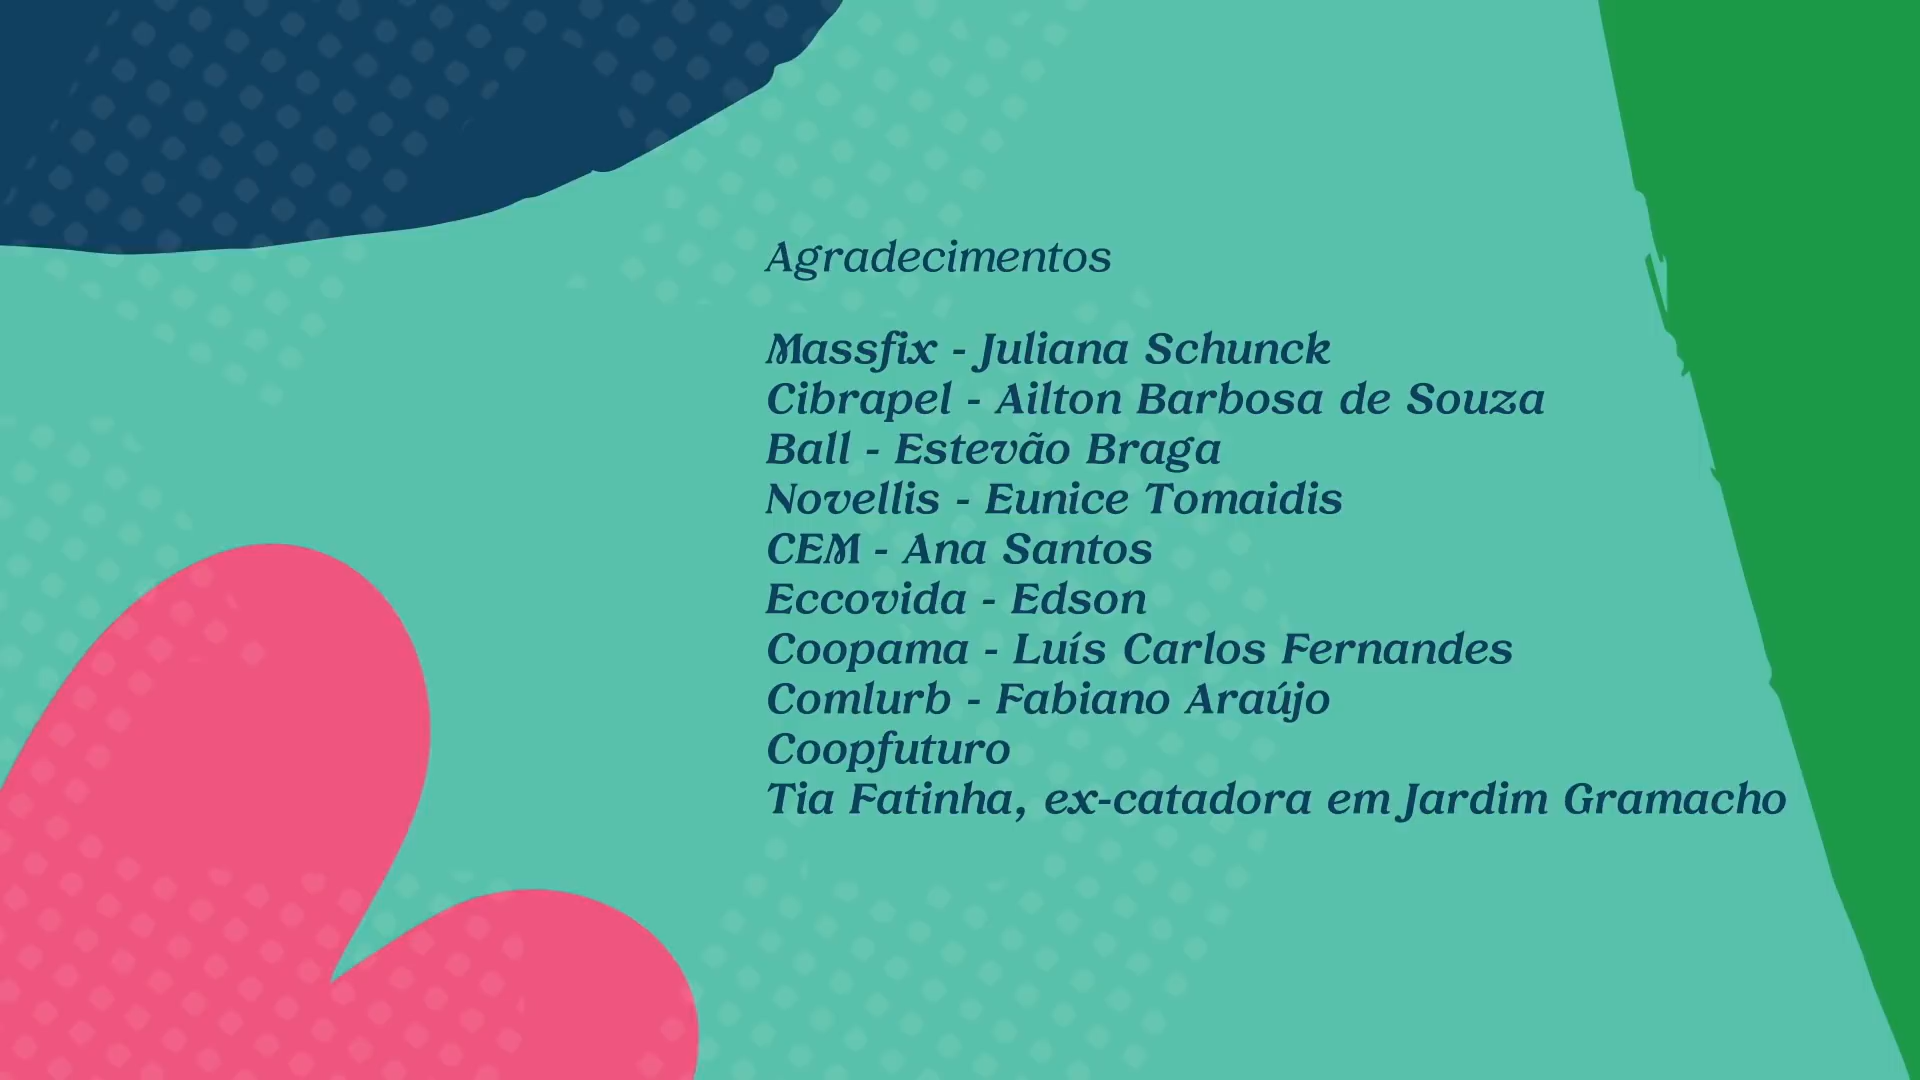 Agradecimentos
Massfix - Juliana Schunck
Cibrapel - Ailton Barbosa de Souza
Ball - Estevão Braga
Novellis - Eunice Tomaidis
CEM - Ana Santos
Eccovida - Edson
Coopama - Luís Carlos Fernandes
Comlurb - Fabiano Araújo
Coopfuturo
Tia Fatinha, ex-catadora em Jardim Gramacho